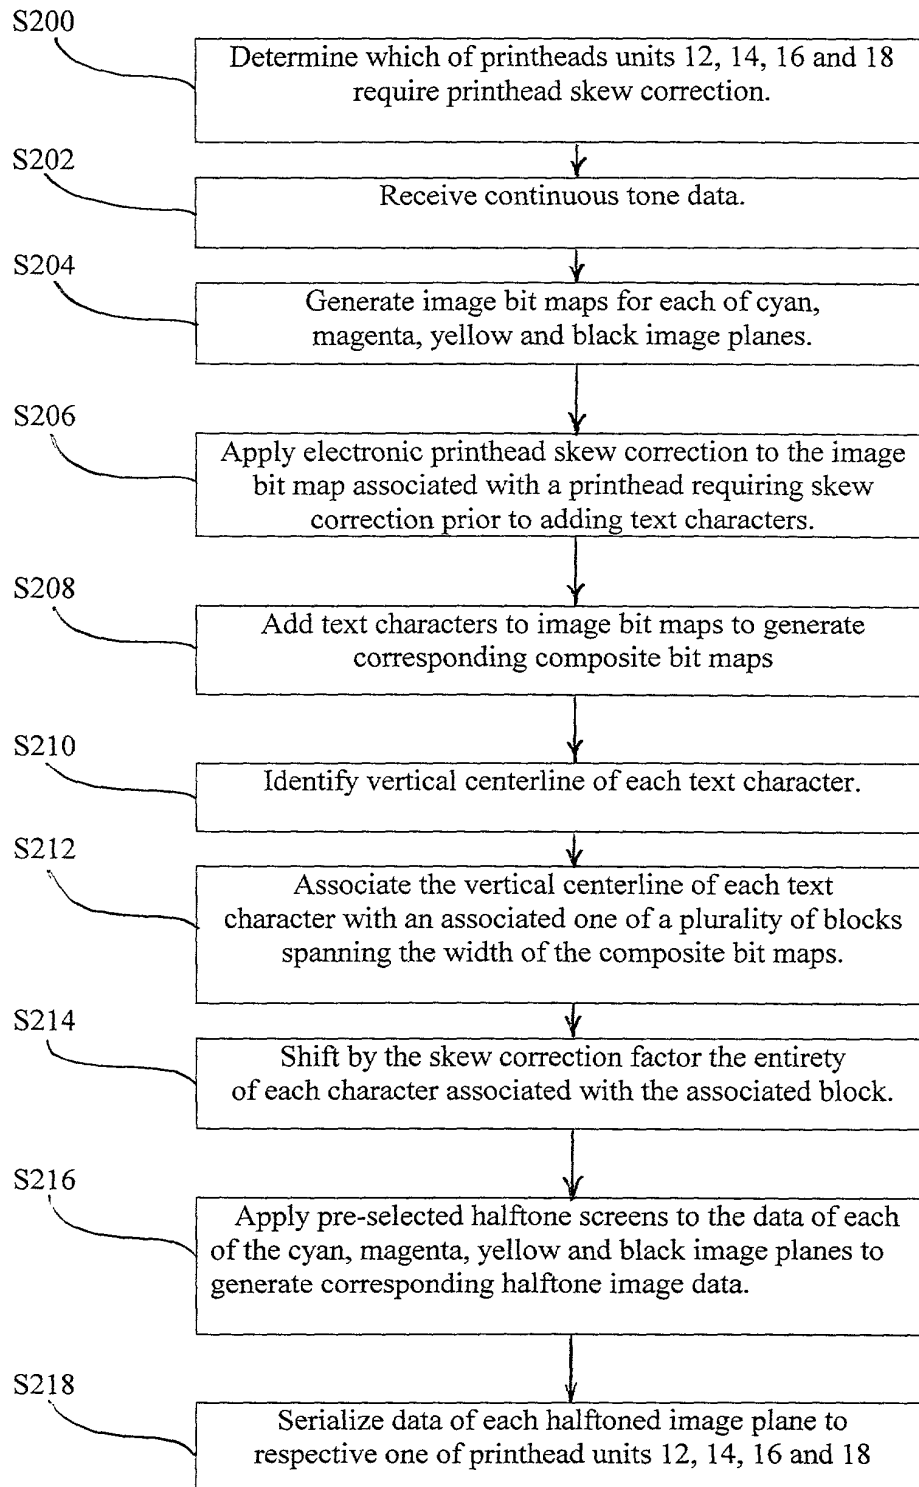 S200
Determine which of printheads units 12, 14, 16 and 18
require printhead skew correction.
S202
Receive continuous tone data.
S204
Generate image bit maps for each of cyan,
magenta, yellow and black image planes.
S206
Apply electronic printhead skew correction to the image
bit map associated with a printhead requiring skew
correction prior to adding text characters.
S208
Add text characters to image bit maps to generate
corresponding composite bit maps
S210
Identify vertical centerline of each text character.
S212
Associate the vertical centerline of each text
character with an associated one of a plurality of blocks
spanning the width of the composite bit maps.
S214
Shift by the skew correction factor the entirety
of each character associated with the associated block.
S216
Apply pre-selected halftone screens to the data of each
of the cyan, magenta, yellow and black image planes to
generate corresponding halftone image data.
S218
Serialize data of each halftoned image plane to
respective one of printhead units 12, 14, 16 and 18